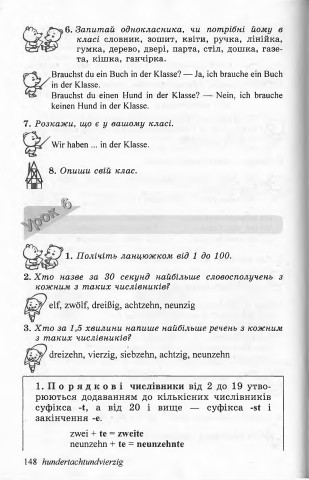 6. Запитай однокласника, чи потрібні йому в
класі словник, зошит, квіти, ручка, лінійка,
гумка, дерево, двері, парта, стіл, дошка, газе-
та, кішка, ганчірка.
Brauchst du ein Buch in der Klasse? — Ja, ich brauche ein Buch
in der Klasse.
Brauchst du einen Hund in der Klasse? — Nein, ich brauche
keinen Hund in der Klasse.
7. Розкажи, що є у вашому класі.
Wir haben ... in der Klasse.
8. Опиши свій клас.
Урок 6
1. Полічіть ланцюжком від 1 до 100.
2. Хто назве за 30 секунд найбільше словосполучень з
кожним з таких числівників?
elf, zwölf, dreißig, achtzehn, neunzig
3. Хто за 1,5 хвилини напише найбільше речень з кожним
з таких числівників?
dreizehn, vierzig, siebzehn, achtzig, neunzehn
1. Порядкові числівники від 2 до 19 утво-
рюються додаванням до кількісних числівників
суфікса -t, а від 20 і вище — суфікса -st і
закінчення -e.
zwei + te = zweite
neunzehn + te = neunzehnte
148 hundertachtundvierzig